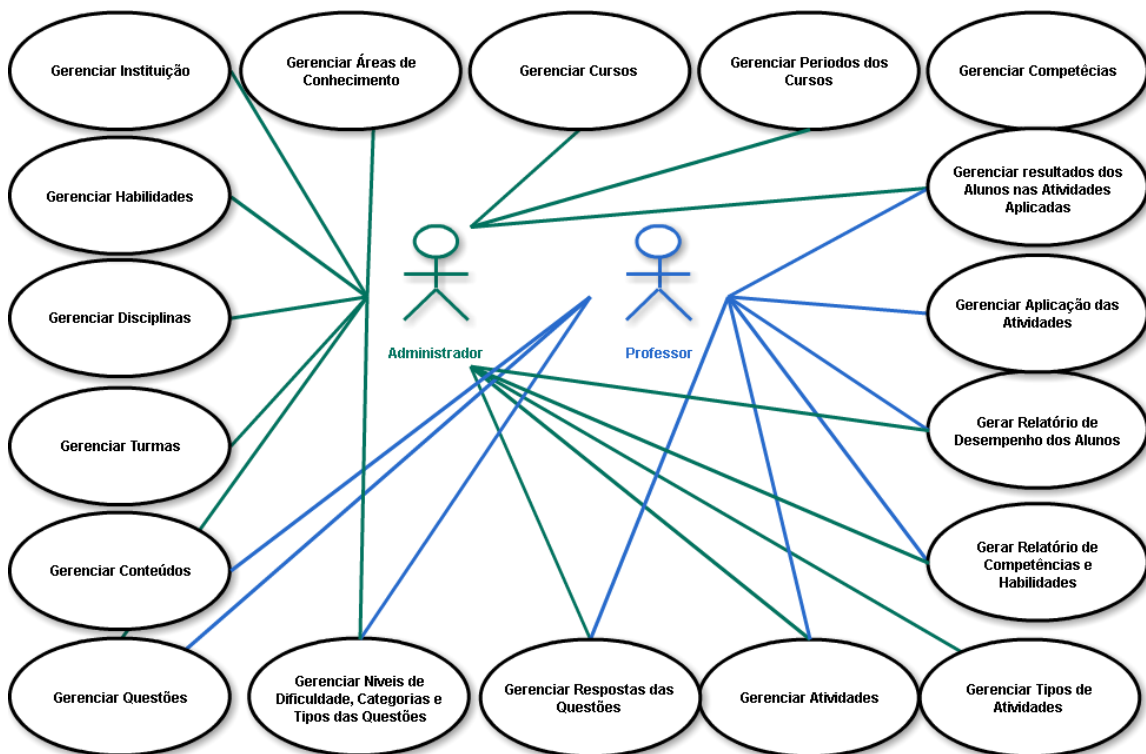 Gerenciar Instituição
Gerenciar Áreas de
Conhecimento
Gerenciar Cursos
Gerenciar Periodos dos
Cursos
Gerenciar Competêcias
Gerenciar Habilidades
Gerenciar resultados dos
Alunos nas Atividades
Aplicadas
Gerenciar Disciplinas
Gerenciar Aplicação das
Atividades
Administrador
Professor
Gerenciar Turmas
Gerar Relatório de
Desempenho dos Alunos
Gerenciar Conteúdos
Gerar Relatório de
Competências e
Habilidades
Gerenciar Questões
Gerenciar Niveis de
Dificuldade, Categorias e
Tipos das Questões
Gerenciar Respostas das
Questões
Gerenciar Atividades
Gerenciar Tipos de
Atividades